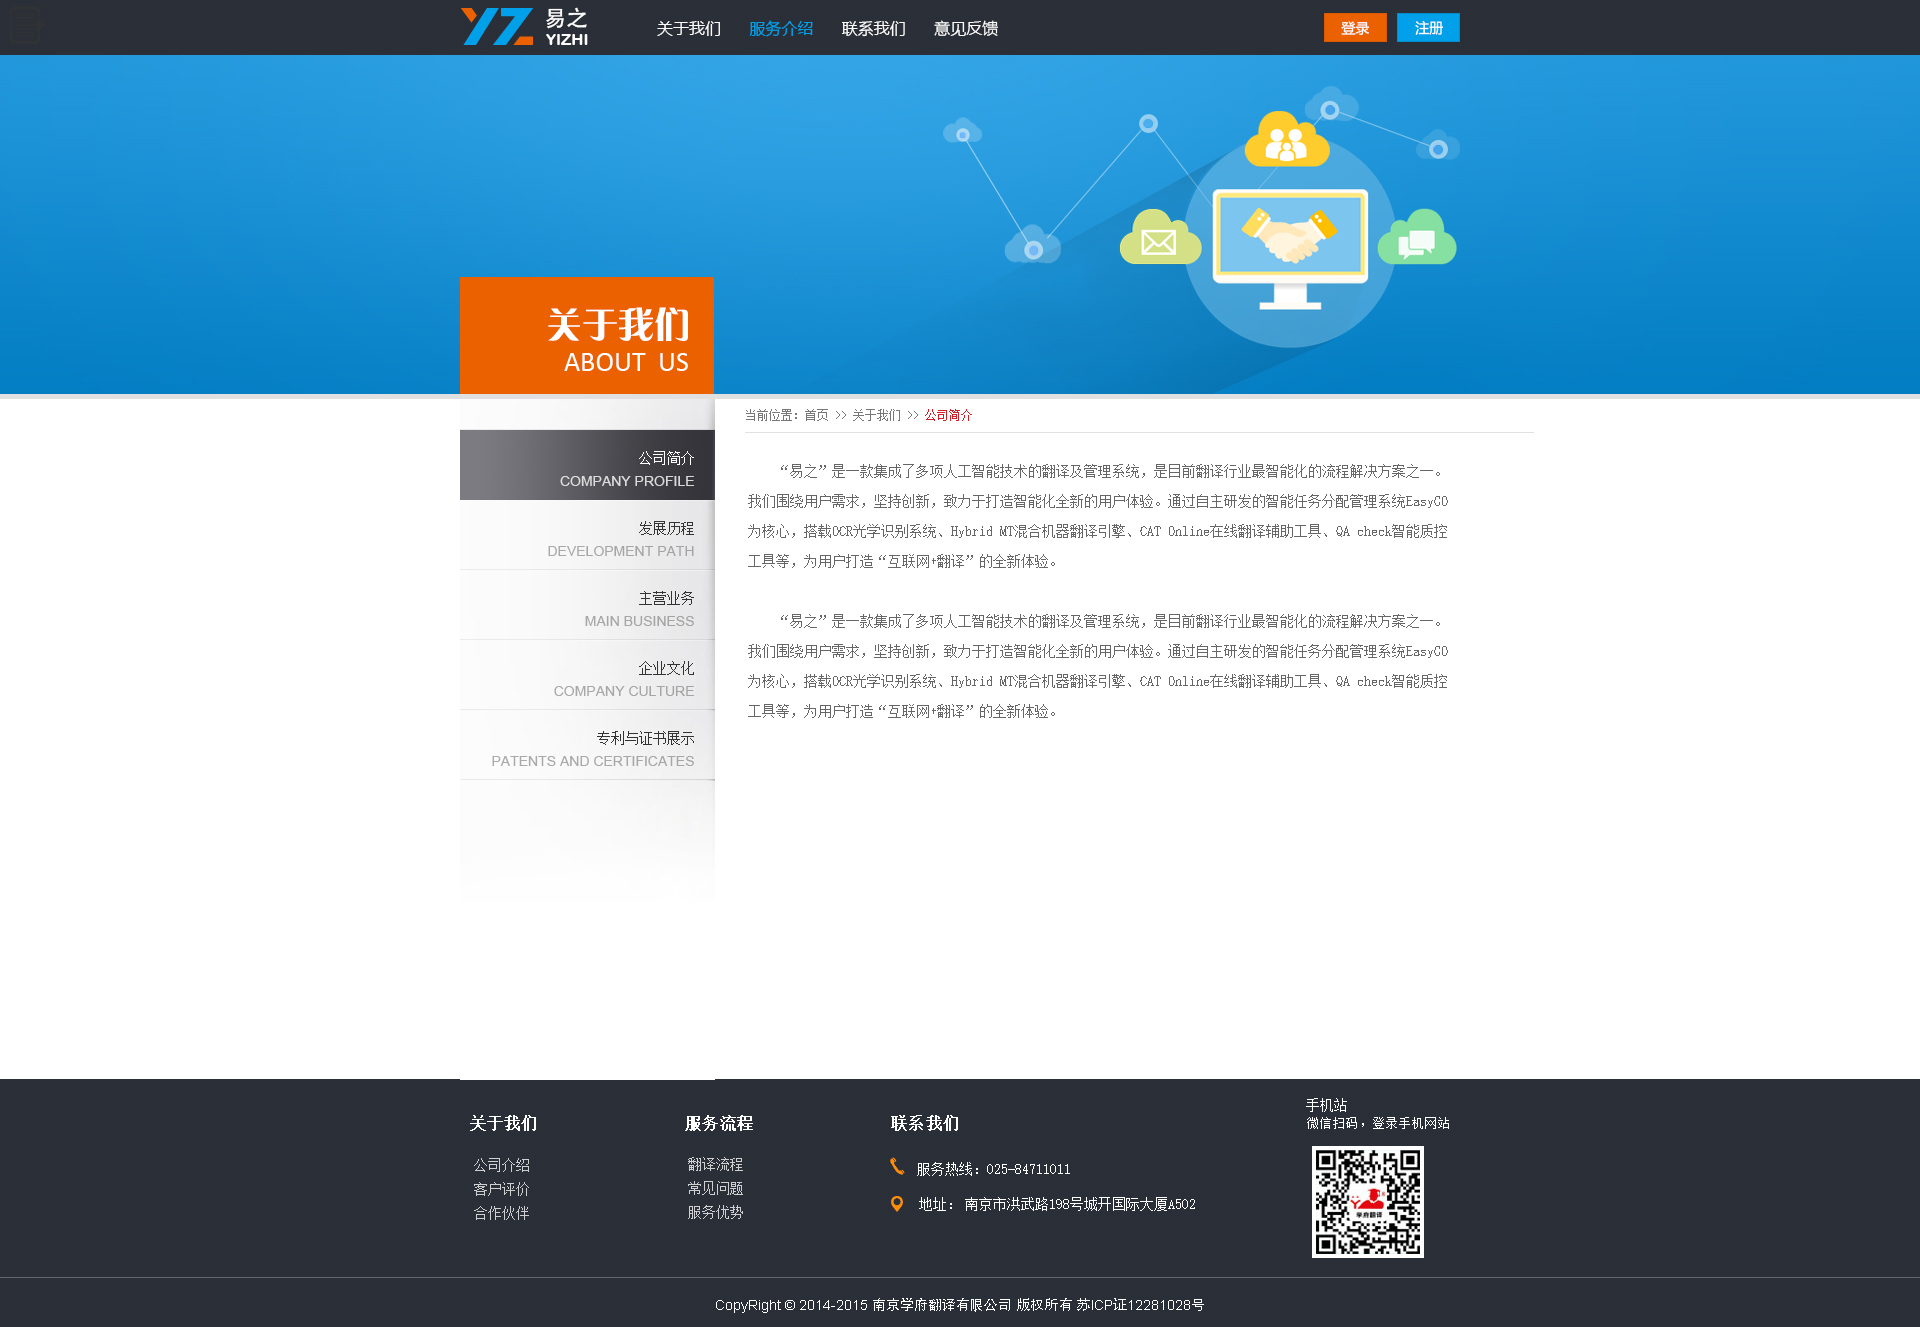 易之
YIZHI
关于我们 服务介绍 联系我们 意见反馈
登录 注册
关于我们
ABOUT US
当前位置：首页 >> 关于我们 >> 公司简介
公司简介
COMPANY PROFILE
发展历程
DEVELOPMENT PATH
主营业务
MAIN BUSINESS
企业文化
COMPANY CULTURE
专利与证书展示
PATENTS AND CERTIFICATES
“易之”是一款集成了多项人工智能技术的翻译及管理系统，是目前翻译行业最智能化的流程解决方案之一。
我们围绕用户需求，坚持创新，致力于打造智能化全新的用户体验。通过自主研发的智能任务分配管理系统EasyCO
为核心，搭载OCR光学识别系统、Hybrid MT混合机器翻译引擎、CAT Online在线翻译辅助工具、QA check智能质控
工具等，为用户打造“互联网+翻译”的全新体验。
“易之”是一款集成了多项人工智能技术的翻译及管理系统，是目前翻译行业最智能化的流程解决方案之一。
我们围绕用户需求，坚持创新，致力于打造智能化全新的用户体验。通过自主研发的智能任务分配管理系统EasyCO
为核心，搭载OCR光学识别系统、Hybrid MT混合机器翻译引擎、CAT Online在线翻译辅助工具、QA check智能质控
工具等，为用户打造“互联网+翻译”的全新体验。
关于我们
公司介绍
客户评价
合作伙伴
服务流程
翻译流程
常见问题
服务优势
联系我们
服务热线：025-84711011
地址： 南京市洪武路198号城开国际大厦A502
手机站
微信扫码，登录手机网站
学府翻译
CopyRight © 2014-2015 南京学府翻译有限公司 版权所有 苏ICP证12281028号